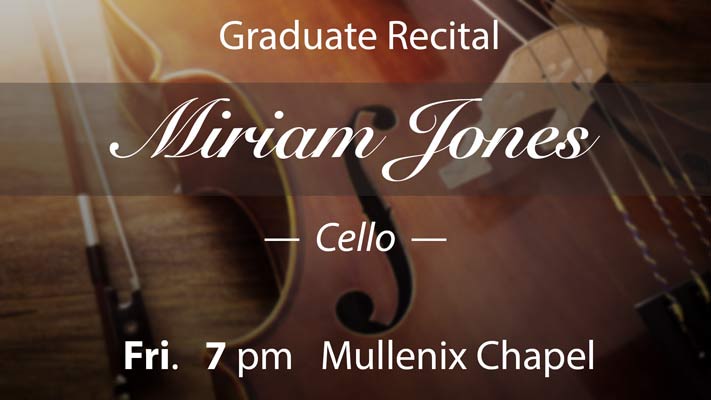 Graduate Recital
Miriam Jones
— Cello —
Fri. 7 pm Mullenix Chapel